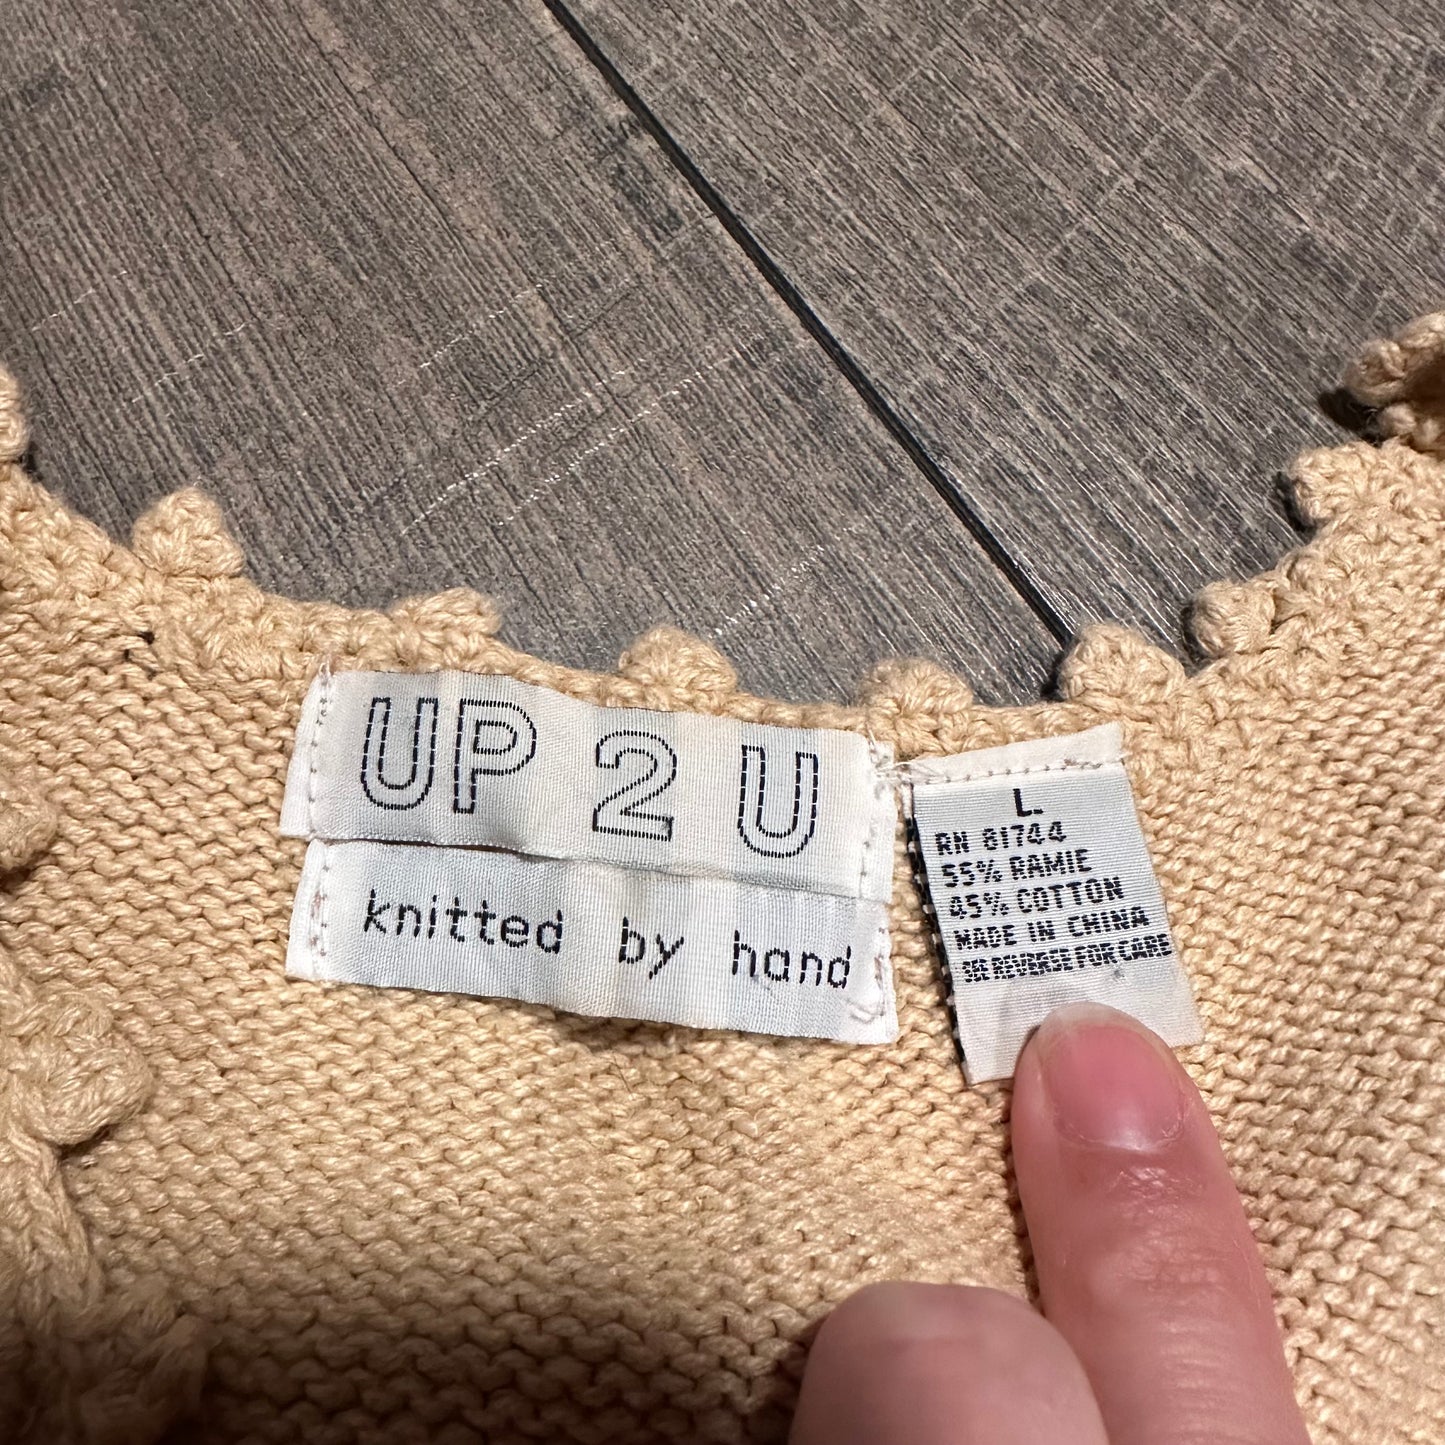 UP 2 U
knitted by hand
L
RN 81744
55% RAMIE
45% COTTON
MADE IN CHINA
SEE REVERSE FOR CARE